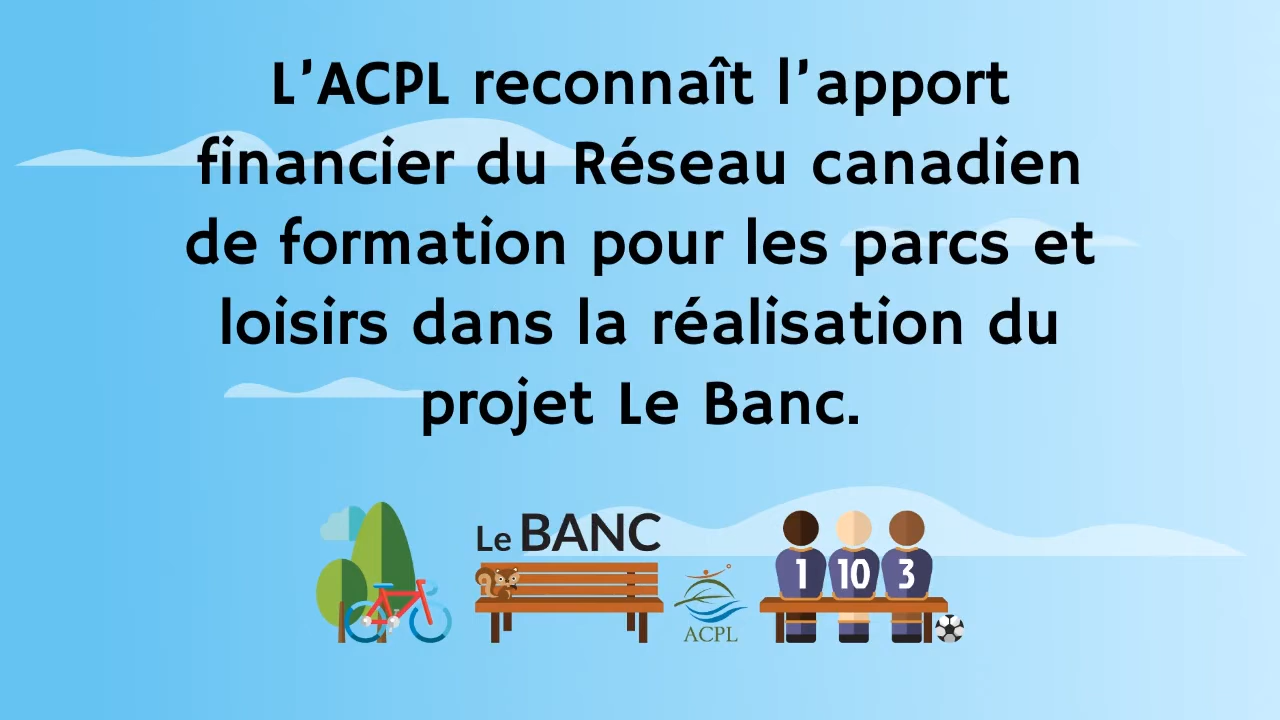 L'ACPL reconnaît l'apport
financier du Réseau canadien
de formation pour les parcs et
loisirs dans la réalisation du
projet Le Banc.
Le BANC
ACPL
1 10 3